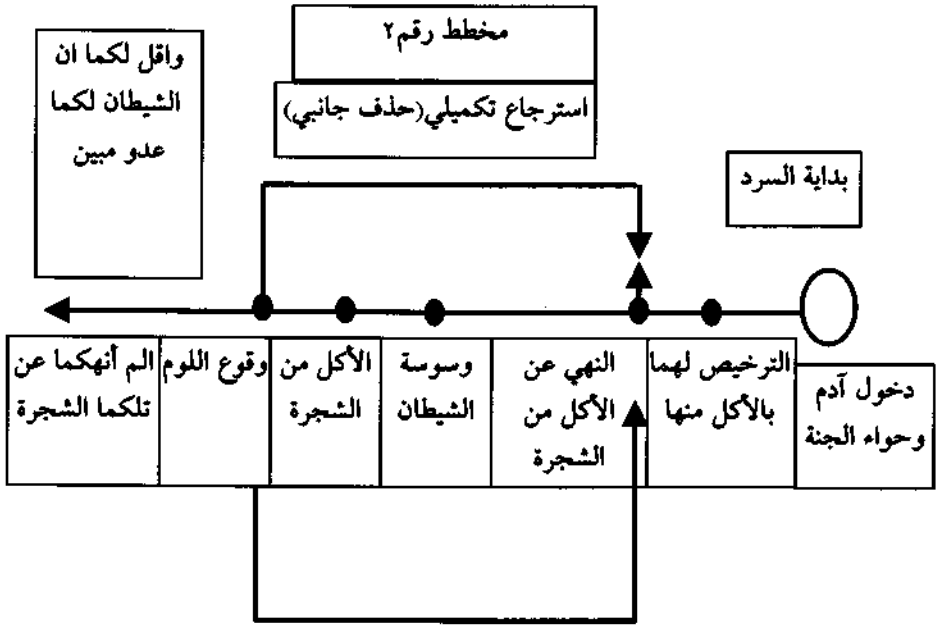 مخطط رقم٢
استرجاع تكميلي(حذف جانبي)
واقل لكما ان
الشيطان لكما
عدو مبين
بداية السرد
دخول آدم
وحواء الجنة
الترخيص لهما
بالأكل منها
النهي عن
الأكل من
الشجرة
وسوسة
الشيطان
الأكل من
الشجرة
وقوع اللوم
الم أنهكما عن
تلكما الشجرة